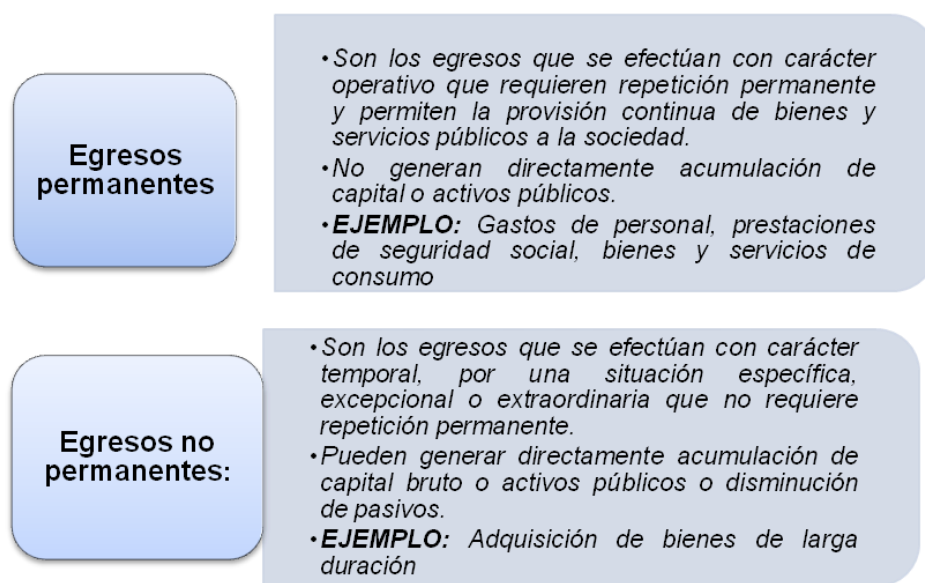 Egresos
permanentes
•Son los egresos que se efectúan con carácter
operativo que requieren repetición permanente
y permiten la provisión continua de bienes y
servicios públicos a la sociedad.
•No generan directamente acumulación de
capital o activos públicos.
•EJEMPLO: Gastos de personal, prestaciones
de seguridad social, bienes y servicios de
consumo
Egresos no
permanentes:
•Son los egresos que se efectúan con carácter
temporal, por una situación específica,
excepcional o extraordinaria que no requiere
repetición permanente.
•Pueden generar directamente acumulación de
capital bruto o activos públicos o disminución
de pasivos.
•EJEMPLO: Adquisición de bienes de larga
duración